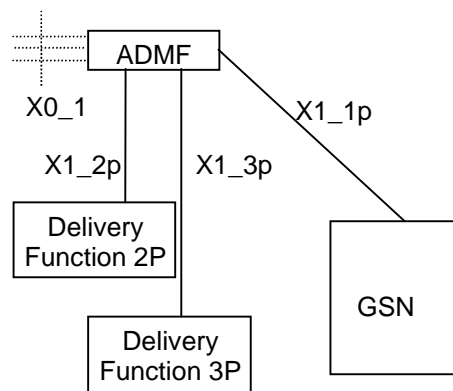 ADMF
X0_1
X1_1p
X1_2p
X1_3p
Delivery
Function 2P
GSN
Delivery
Function 3P